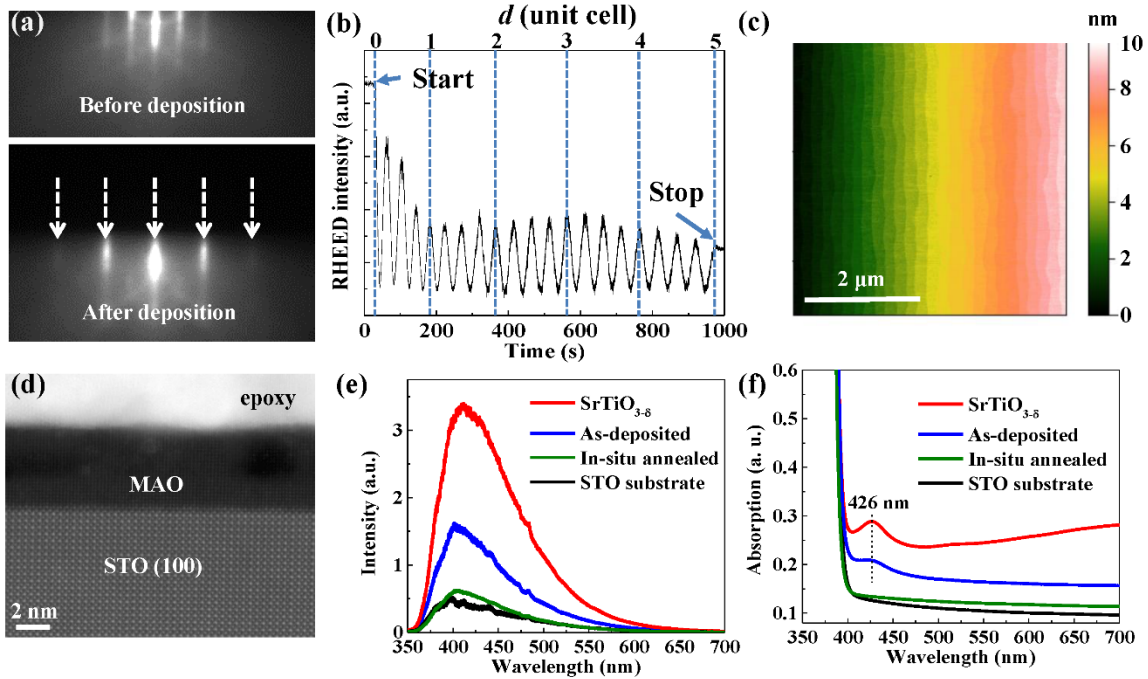 (a)
Before deposition
After deposition
(b)
d (unit cell)
0 1 2 3 4 5
Start
Stop
RHEED intensity (a.u.)
0 200 400 600 800 1000
Time (s)
(c)
nm
10
8
6
4
2
0
2 μm
(d)
epoxy
MAO
STO (100)
2 nm
(e)
SrTiO3-δ
As-deposited
In-situ annealed
STO substrate
Intensity (a.u.)
3
2
1
0
350 400 450 500 550 600 650 700
Wavelength (nm)
(f)
SrTiO3-δ
As-deposited
In-situ annealed
STO substrate
426 nm
Absorption (a. u.)
0.6
0.5
0.4
0.3
0.2
0.1
350 400 450 500 550 600 650 700
Wavelength (nm)